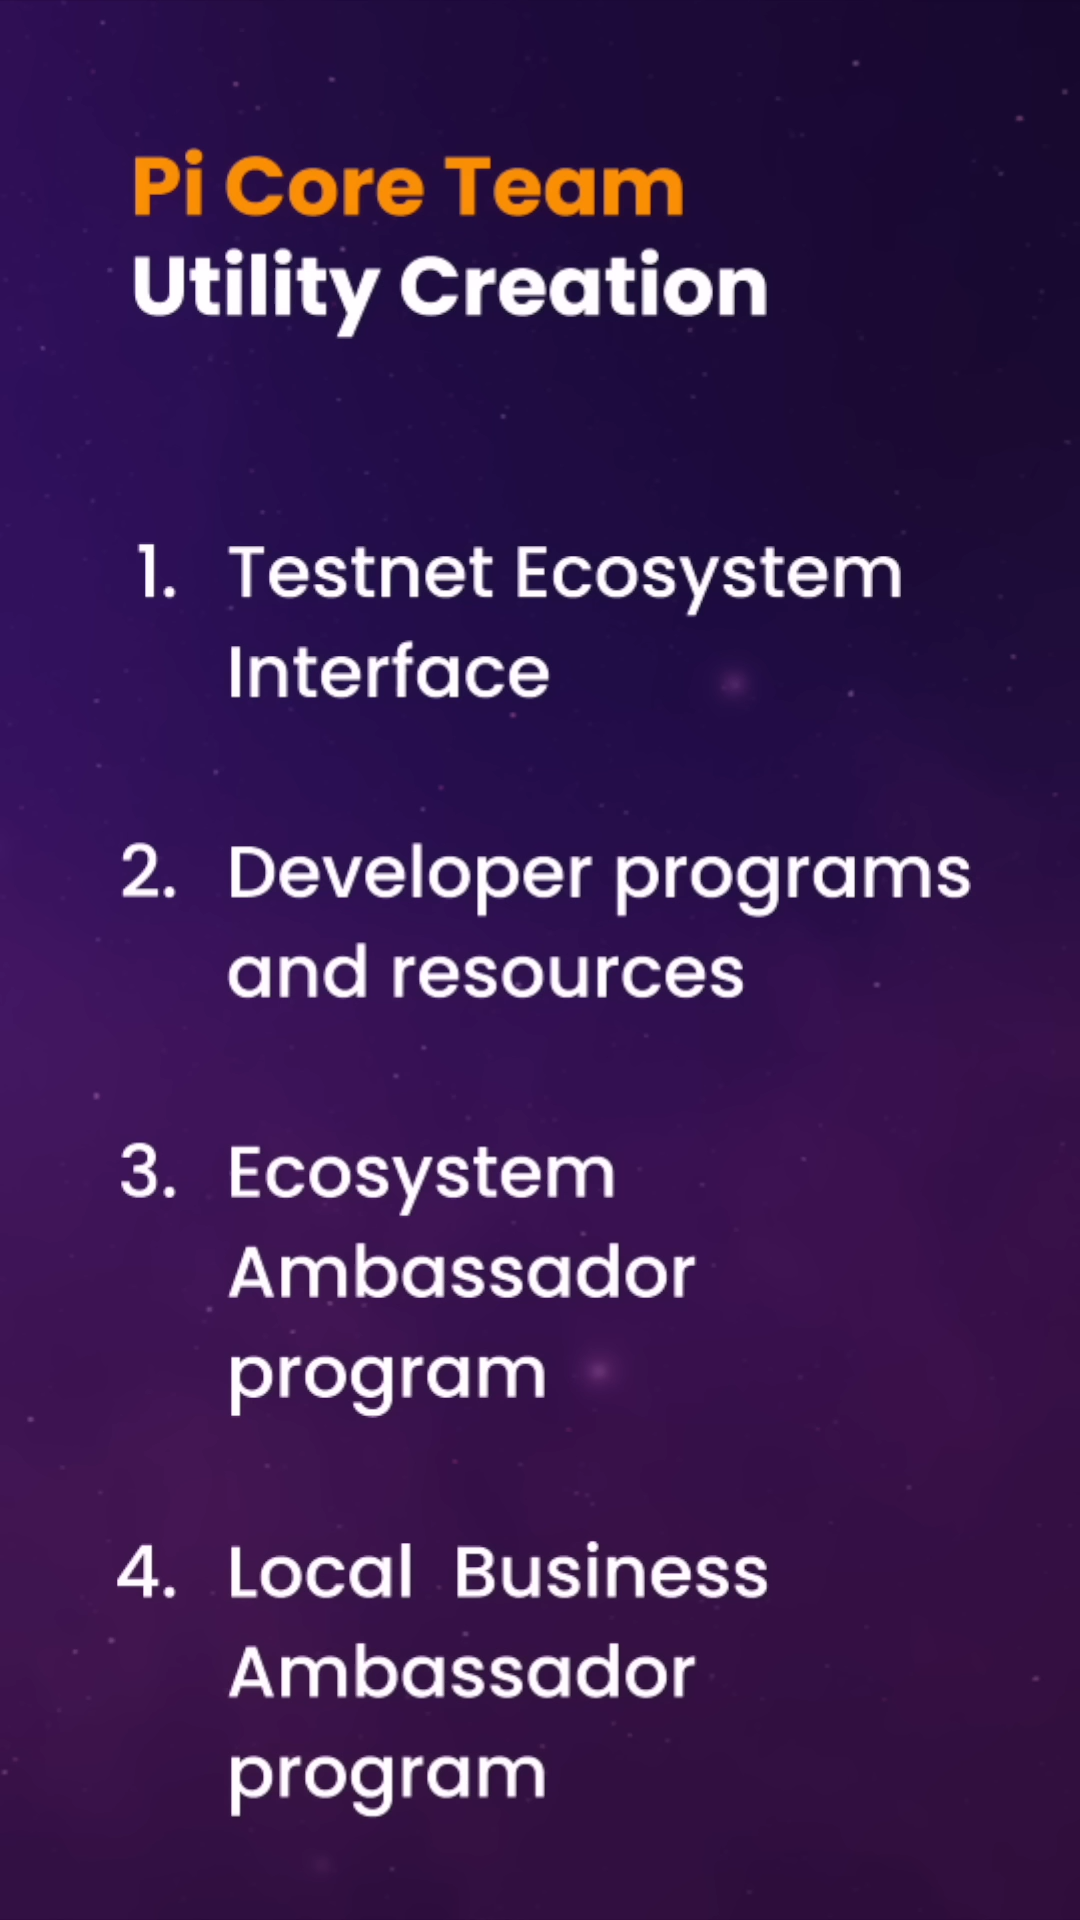 Pi Core Team
Utility Creation
1. Testnet Ecosystem
Interface
2. Developer programs
and resources
3. Ecosystem
Ambassador
program
4. Local  Business
Ambassador
program